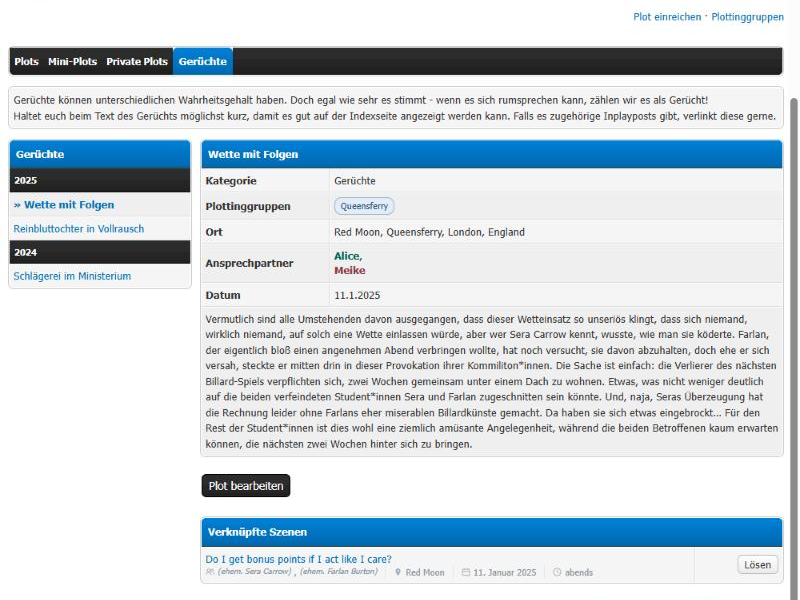 Plot einreichen · Plottinggruppen
Plots Mini-Plots Private Plots Gerüchte
Gerüchte können unterschiedlichen Wahrheitsgehalt haben. Doch egal wie sehr es stimmt - wenn es sich rumsprechen kann, zählen wir es als Gerücht!
Haltet euch beim Text des Gerüchts möglichst kurz, damit es gut auf der Indexseite angezeigt werden kann. Falls es zugehörige Inplayposts gibt, verlinkt diese gerne.
Gerüchte
2025
» Wette mit Folgen
Reinbluttochter in Vollrausch
2024
Schlägerei im Ministerium
Wette mit Folgen
Kategorie Gerüchte
Plottinggruppen Queensferry
Ort Red Moon, Queensferry, London, England
Ansprechpartner Alice,
Meike
Datum 11.1.2025
Vermutlich sind alle Umstehenden davon ausgegangen, dass dieser Wetteinsatz so unseriös klingt, dass sich niemand,
wirklich niemand, auf solch eine Wette einlassen würde, aber wer Sera Carrow kennt, wusste, wie man sie köderte. Farlan,
der eigentlich bloß einen angenehmen Abend verbringen wollte, hat noch versucht, sie davon abzuhalten, doch ehe er sich
versah, steckte er mitten drin in dieser Provokation ihrer Kommiliton*innen. Die Sache ist einfach: die Verlierer des nächsten
Billard-Spiels verpflichten sich, zwei Wochen gemeinsam unter einem Dach zu wohnen. Etwas, was nicht weniger deutlich
auf die beiden verfeindeten Student*innen Sera und Farlan zugeschnitten sein könnte. Und, naja, Seras Überzeugung hat
die Rechnung leider ohne Farlans eher miserablen Billardkünste gemacht. Da haben sie sich etwas eingebrockt... Für den
Rest der Student*innen ist dies wohl eine ziemlich amüsante Angelegenheit, während die beiden Betroffenen kaum erwarten
können, die nächsten zwei Wochen hinter sich zu bringen.
Plot bearbeiten
Verknüpfte Szenen
Do I get bonus points if I act like I care?
(ehem. Sera Carrow) , (ehem. Farlan Burton) Red Moon 11. Januar 2025 abends
Lösen